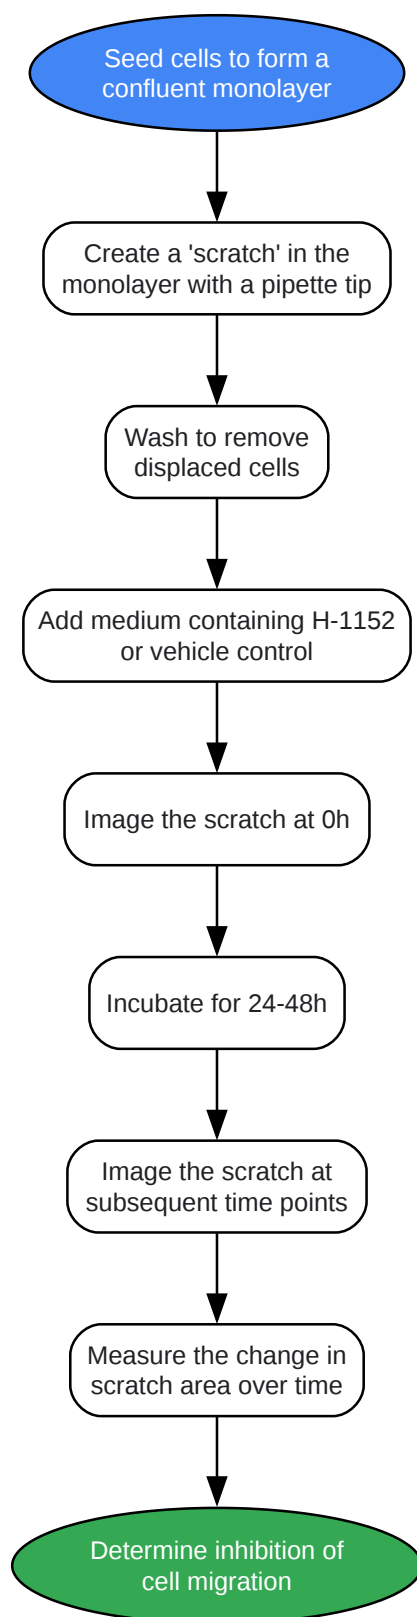 Seed cells to form a
confluent monolayer
Create a 'scratch' in the
monolayer with a pipette tip
Wash to remove
displaced cells
Add medium containing H-1152
or vehicle control
Image the scratch at 0h
Incubate for 24-48h
Image the scratch at
subsequent time points
Measure the change in
scratch area over time
Determine inhibition of
cell migration